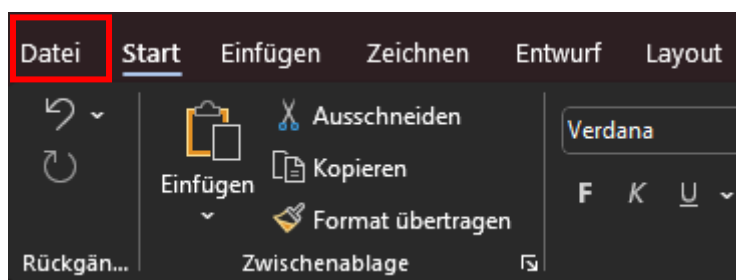 Datei Start Einfügen Zeichnen Entwurf Layout
Ausschneiden
Verdana
Kopieren
Einfügen
F K U
Format übertragen
Rückgän... Zwischenablage